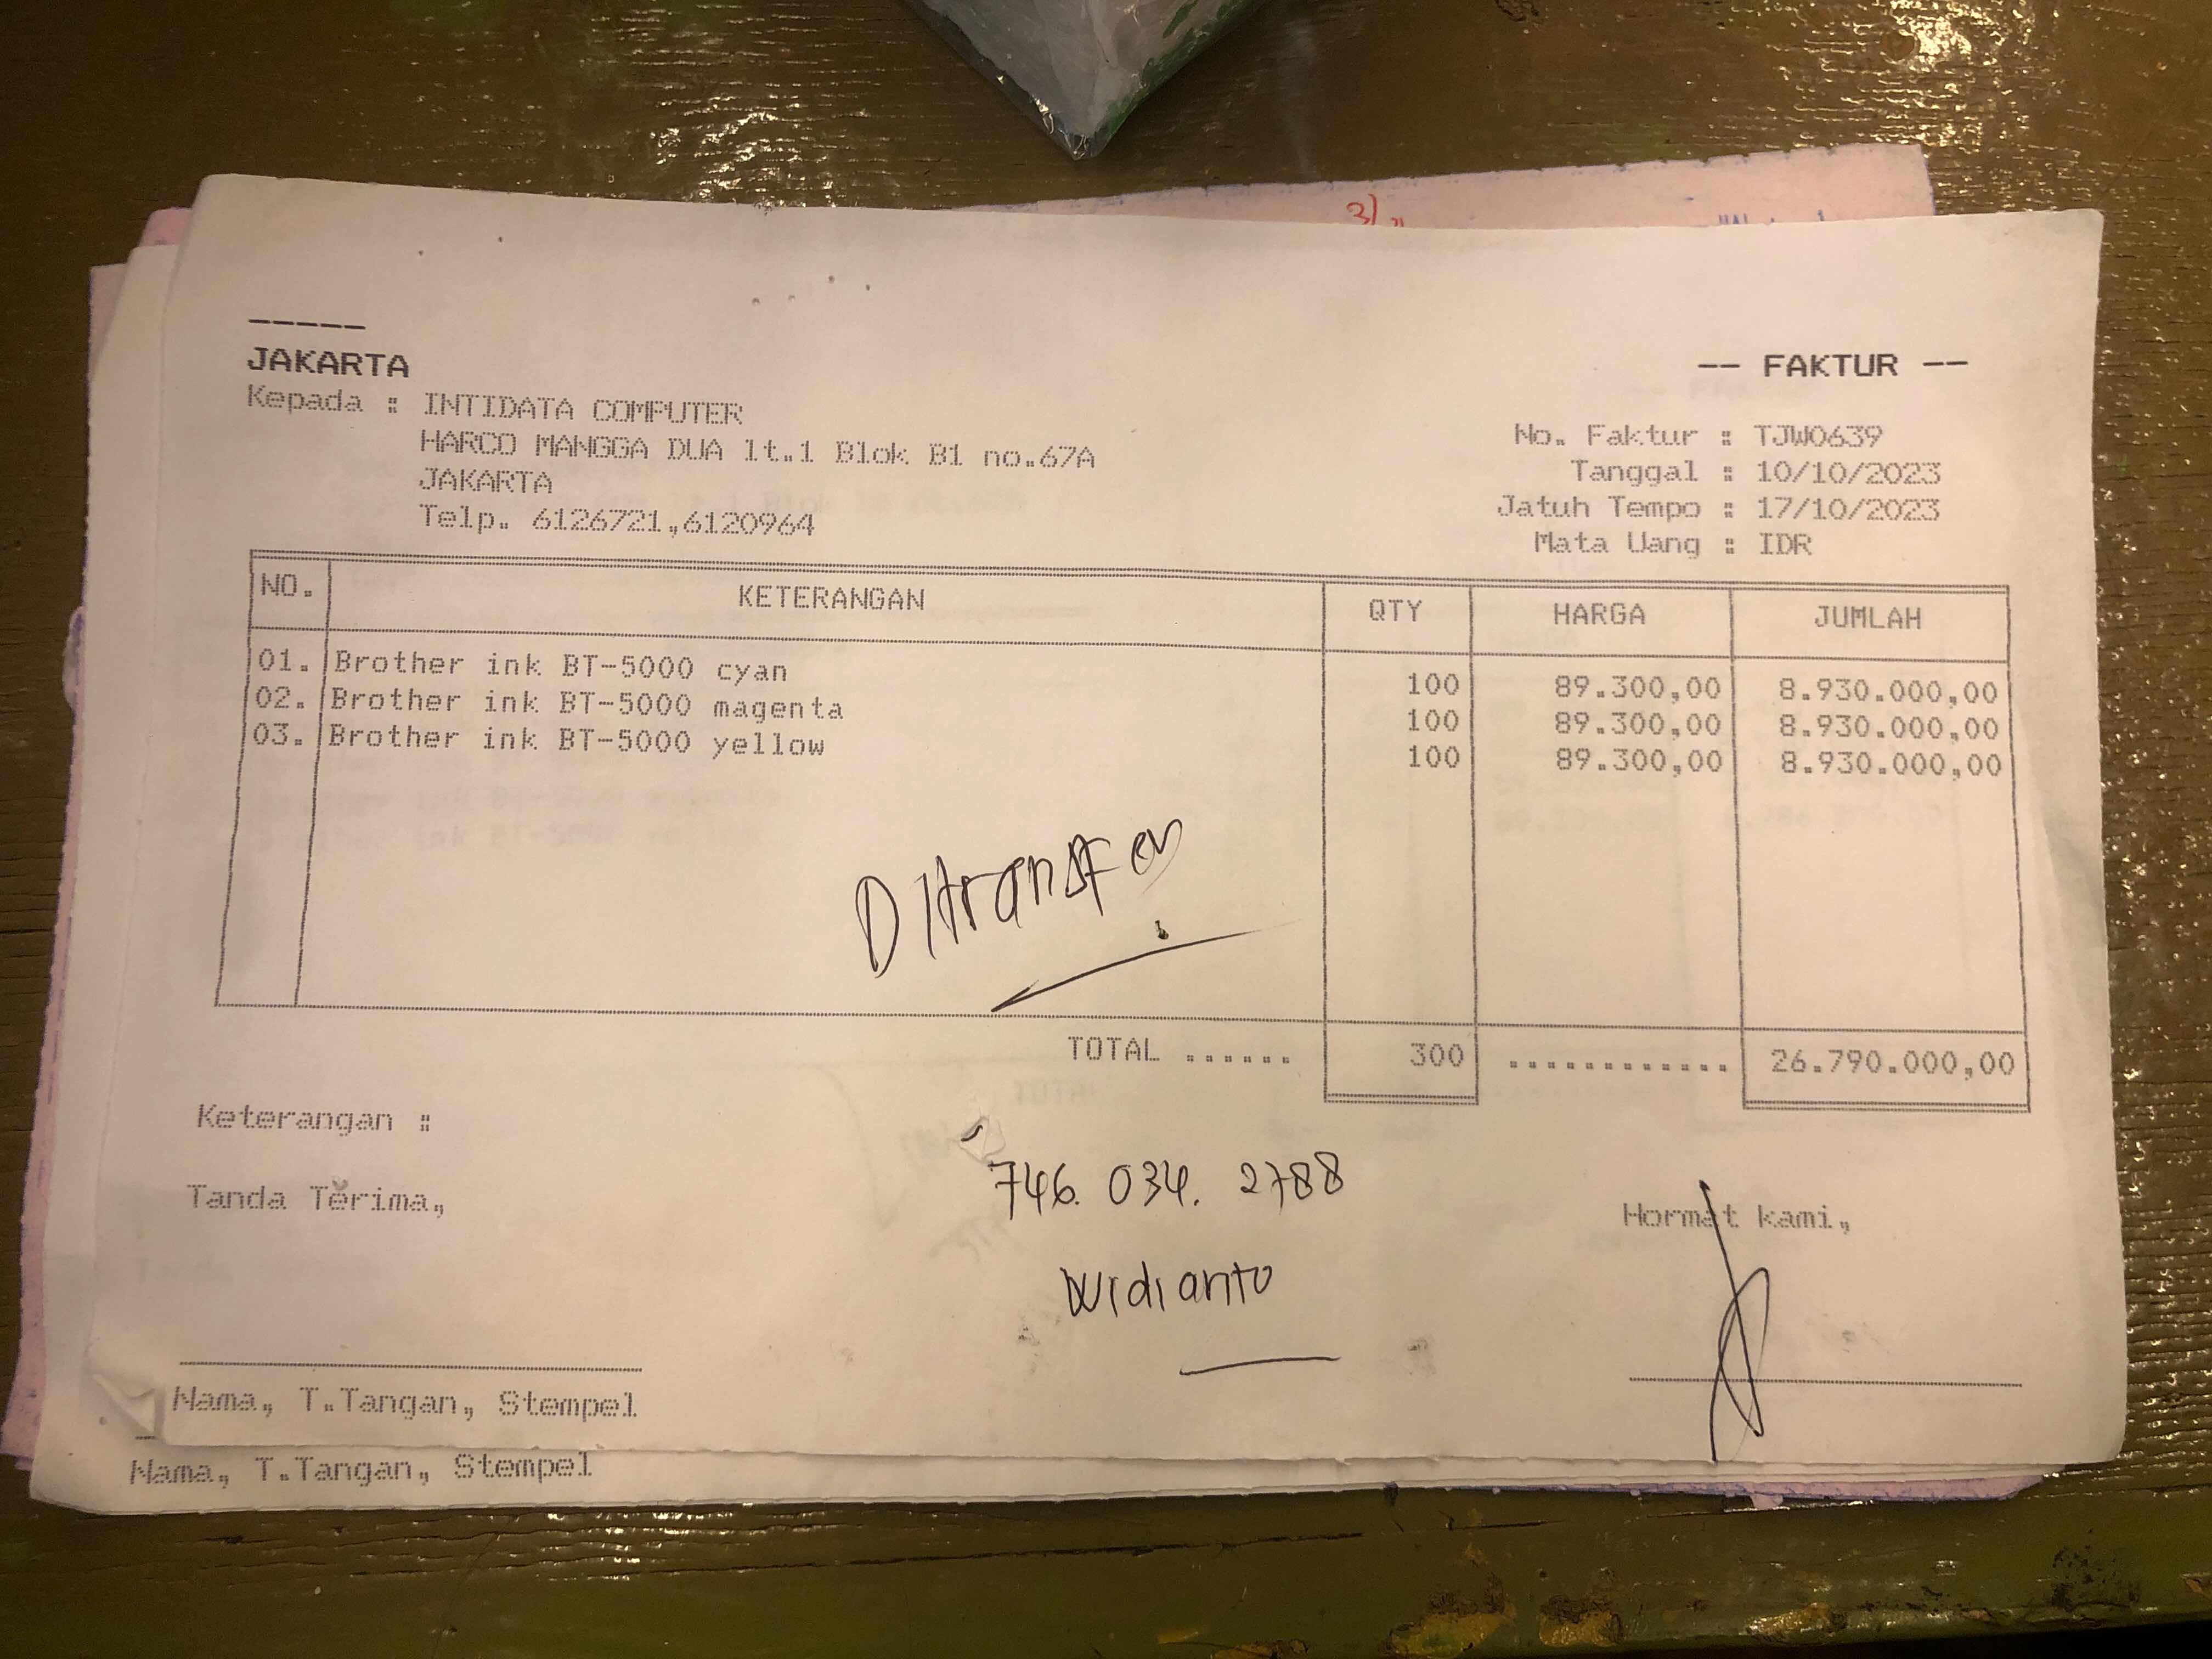 -----
JAKARTA
-- FAKTUR --
Kepada : INTIDATA COMPUTER
HARCO MANGGA DUA lt.1 Blok B1 no.67A
JAKARTA
Telp. 6126721,6120964
No. Faktur : TJW0639
Tanggal : 10/10/2023
Jatuh Tempo : 17/10/2023
Mata Uang : IDR
NO. KETERANGAN QTY HARGA JUMLAH
01. Brother ink BT-5000 cyan 100 89.300,00 8.930.000,00
02. Brother ink BT-5000 magenta 100 89.300,00 8.930.000,00
03. Brother ink BT-5000 yellow 100 89.300,00 8.930.000,00
Ditransfer
TOTAL ...... 300 ............ 26.790.000,00
Keterangan :
746. 034. 2788
Tanda Terima,
Hormat kami,
Widianto
Nama, T.Tangan, Stempel
Nama, T.Tangan, Stempel